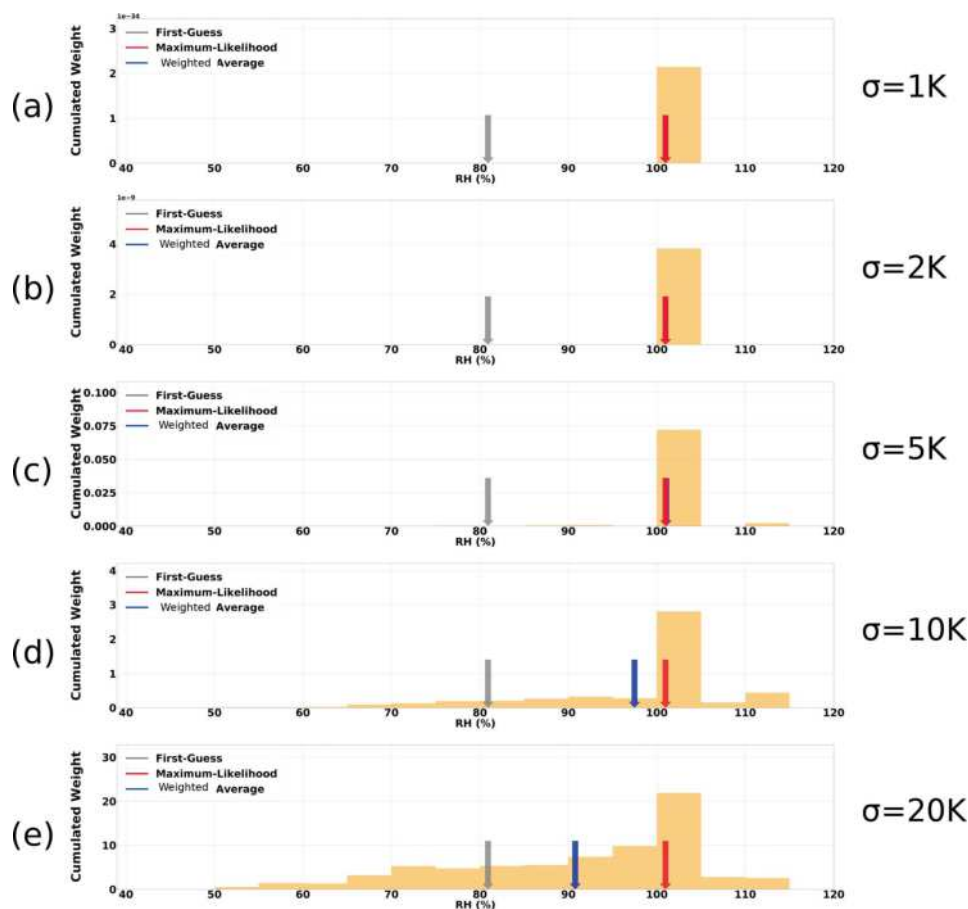 1e-34
3
2
1
0
Cumulated Weight
(a)
First-Guess
Maximum-Likelihood
Weighted Average
σ=1K
40 50 60 70 80 90 100 110 120
RH (%)
1e-9
4
2
0
Cumulated Weight
(b)
First-Guess
Maximum-Likelihood
Weighted Average
σ=2K
40 50 60 70 80 90 100 110 120
RH (%)
0.100
0.075
0.050
0.025
0.000
Cumulated Weight
(c)
First-Guess
Maximum-Likelihood
Weighted Average
σ=5K
40 50 60 70 80 90 100 110 120
RH (%)
4
3
2
1
0
Cumulated Weight
(d)
First-Guess
Maximum-Likelihood
Weighted Average
σ=10K
40 50 60 70 80 90 100 110 120
RH (%)
30
20
10
0
Cumulated Weight
(e)
First-Guess
Maximum-Likelihood
Weighted Average
σ=20K
40 50 60 70 80 90 100 110 120
RH (%)